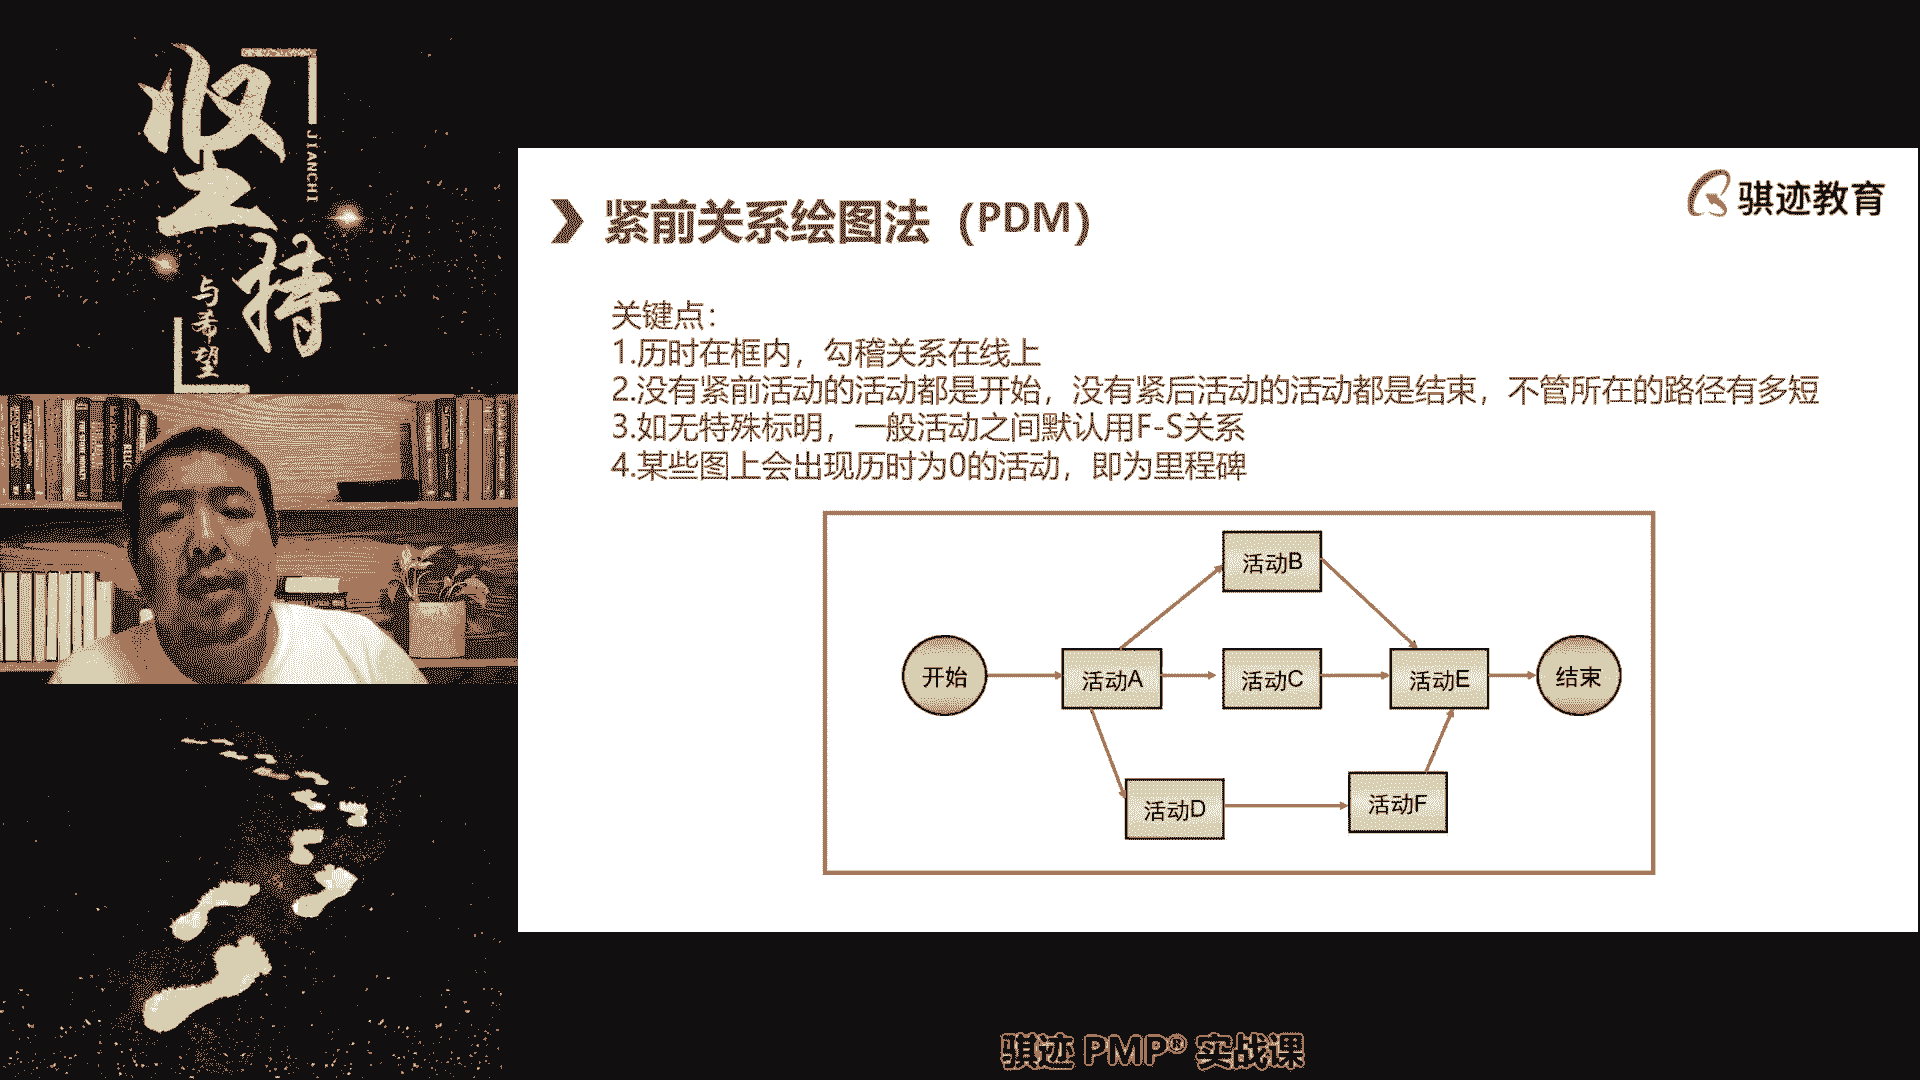 坚持
JIANCHI
与希望
骐迹教育
紧前关系绘图法（PDM）
关键点：
1.历时在框内，勾稽关系在线上
2.没有紧前活动的活动都是开始，没有紧后活动的活动都是结束，不管所在的路径有多短
3.如无特殊标明，一般活动之间默认用F-S关系
4.某些图上会出现历时为0的活动，即为里程碑
活动B
开始
活动A
活动C
活动E
结束
活动D
活动F
骐迹 PMP® 实战课